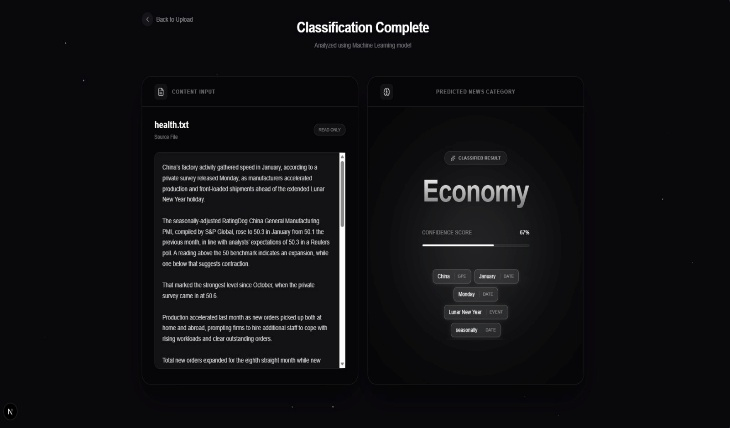 Back to Upload
Classification Complete
Analyzed using Machine Learning model
CONTENT INPUT
health.txt
Source File
READ ONLY
China's factory activity gathered speed in January, according to a
private survey released Monday, as manufacturers accelerated
production and front-loaded shipments ahead of the extended Lunar
New Year holiday.
The seasonally-adjusted RatingDog China General Manufacturing
PMI, compiled by S&P Global, rose to 50.3 in January from 50.1 the
previous month, in line with analysts' expectations of 50.3 in a Reuters
poll. A reading above the 50 benchmark indicates an expansion, while
one below that suggests contraction.
That marked the strongest level since October, when the private
survey came in at 50.6.
Production accelerated last month as new orders picked up both at
home and abroad, prompting firms to hire additional staff to cope with
rising workloads and clear outstanding orders.
Total new orders expanded for the eighth straight month while new
PREDICTED NEWS CATEGORY
CLASSIFIED RESULT
Economy
CONFIDENCE SCORE 67%
China GPE January DATE
Monday DATE
Lunar New Year EVENT
seasonally DATE
N